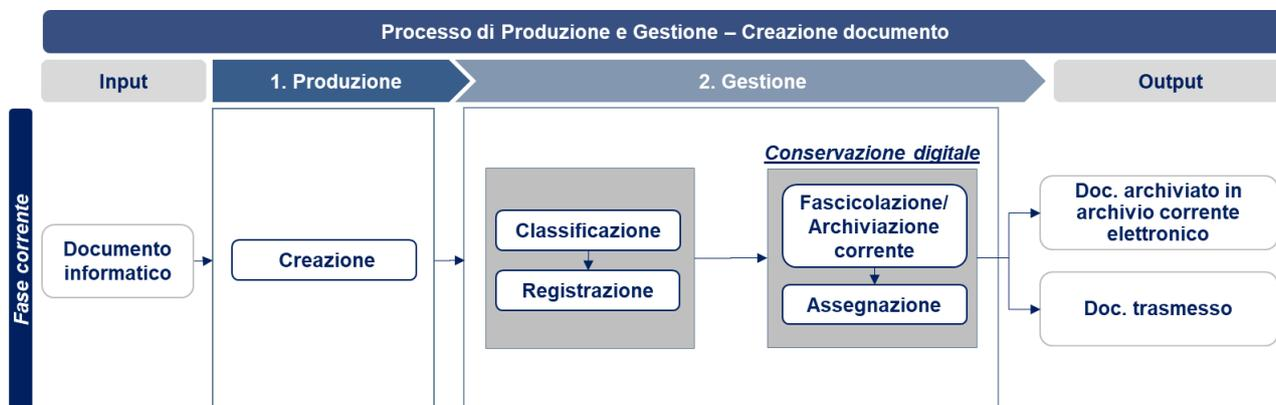 Processo di Produzione e Gestione – Creazione documento
Input
1. Produzione
2. Gestione
Output
Fase corrente
Documento
informatico
Creazione
Classificazione
Registrazione
Conservazione digitale
Fascicolazione/
Archiviazione
corrente
Assegnazione
Doc. archiviato in
archivio corrente
elettronico
Doc. trasmesso